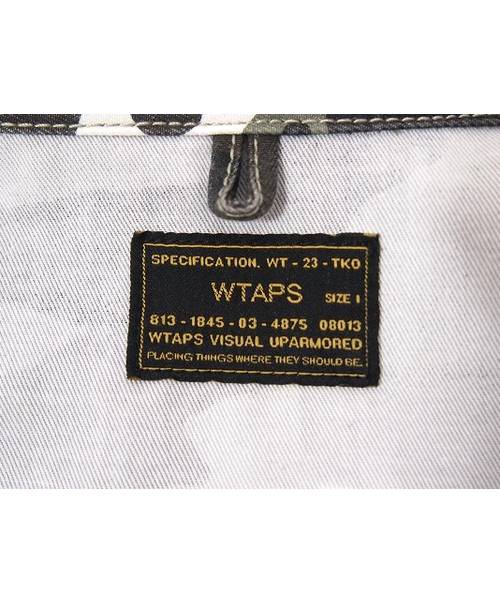 SPECIFICATION. WT - 23 - TKO
WTAPS SIZE 1
813 - 1845 - 03 - 4875 08013
WTAPS VISUAL UPARMORED
PLACING THINGS WHERE THEY SHOULD BE.